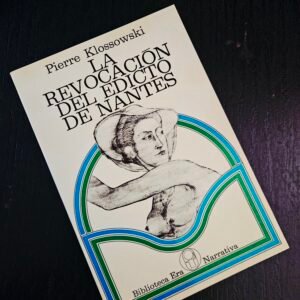 Pierre Klossowski
LA
REVOCACIÓN
DEL EDICTO
DE NANTES
Biblioteca Era Narrativa